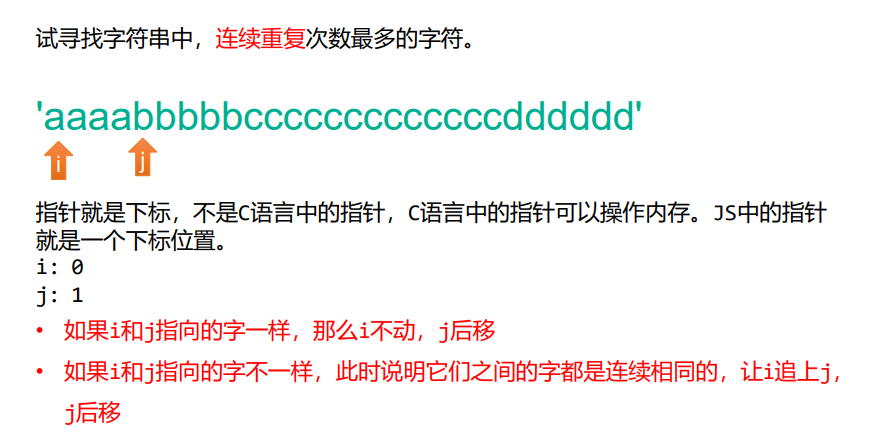 试寻找字符串中，连续重复次数最多的字符。
'aaaabbbbbcccccccccccccdddddd'
i
j
指针就是下标，不是C语言中的指针，C语言中的指针可以操作内存。JS中的指针
就是一个下标位置。
i: 0
j: 1
• 如果i和j指向的字一样，那么i不动，j后移
• 如果i和j指向的字不一样，此时说明它们之间的字都是连续相同的，让i追上j，
j后移